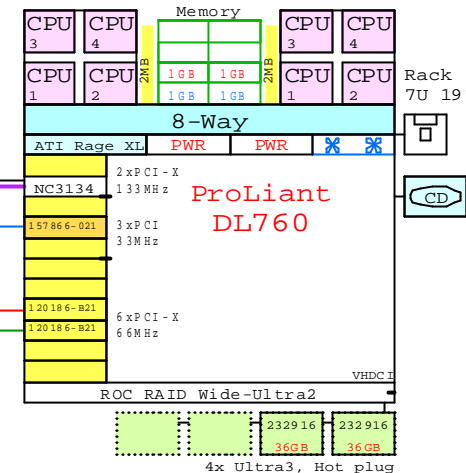 Memory
CPU
3
CPU
4
CPU
3
CPU
4
CPU
1
CPU
2
2MB
1GB 1GB
1GB 1GB
2MB
CPU
1
CPU
2
Rack
7U 19"
8-Way
ATI Rage XL
PWR
PWR
2xPCI-X
133MHz
NC3134
ProLiant
DL760
CD
157866-021
3xPCI
33MHz
120186-B21
120186-B21
6xPCI-X
66MHz
VHDCI
ROC RAID Wide-Ultra2
232916
36GB
232916
36GB
4x Ultra3, Hot plug